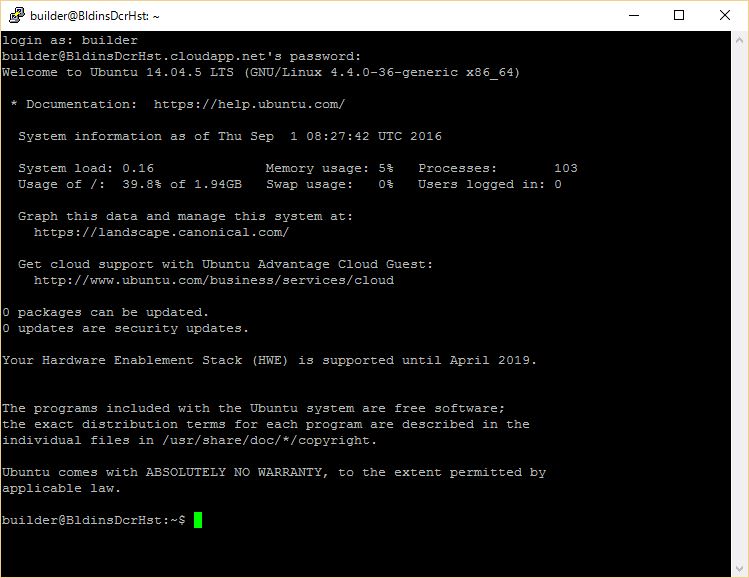 builder@BldinsDcrHst: ~
login as: builder
builder@BldinsDcrHst.cloudapp.net's password:
Welcome to Ubuntu 14.04.5 LTS (GNU/Linux 4.4.0-36-generic x86_64)
* Documentation:  https://help.ubuntu.com/
System information as of Thu Sep  1 08:27:42 UTC 2016
System load: 0.16              Memory usage: 5%   Processes:       103
Usage of /:  39.8% of 1.94GB   Swap usage:   0%   Users logged in: 0
Graph this data and manage this system at:
https://landscape.canonical.com/
Get cloud support with Ubuntu Advantage Cloud Guest:
http://www.ubuntu.com/business/services/cloud
0 packages can be updated.
0 updates are security updates.
Your Hardware Enablement Stack (HWE) is supported until April 2019.
The programs included with the Ubuntu system are free software;
the exact distribution terms for each program are described in the
individual files in /usr/share/doc/*/copyright.
Ubuntu comes with ABSOLUTELY NO WARRANTY, to the extent permitted by
applicable law.
builder@BldinsDcrHst:~$